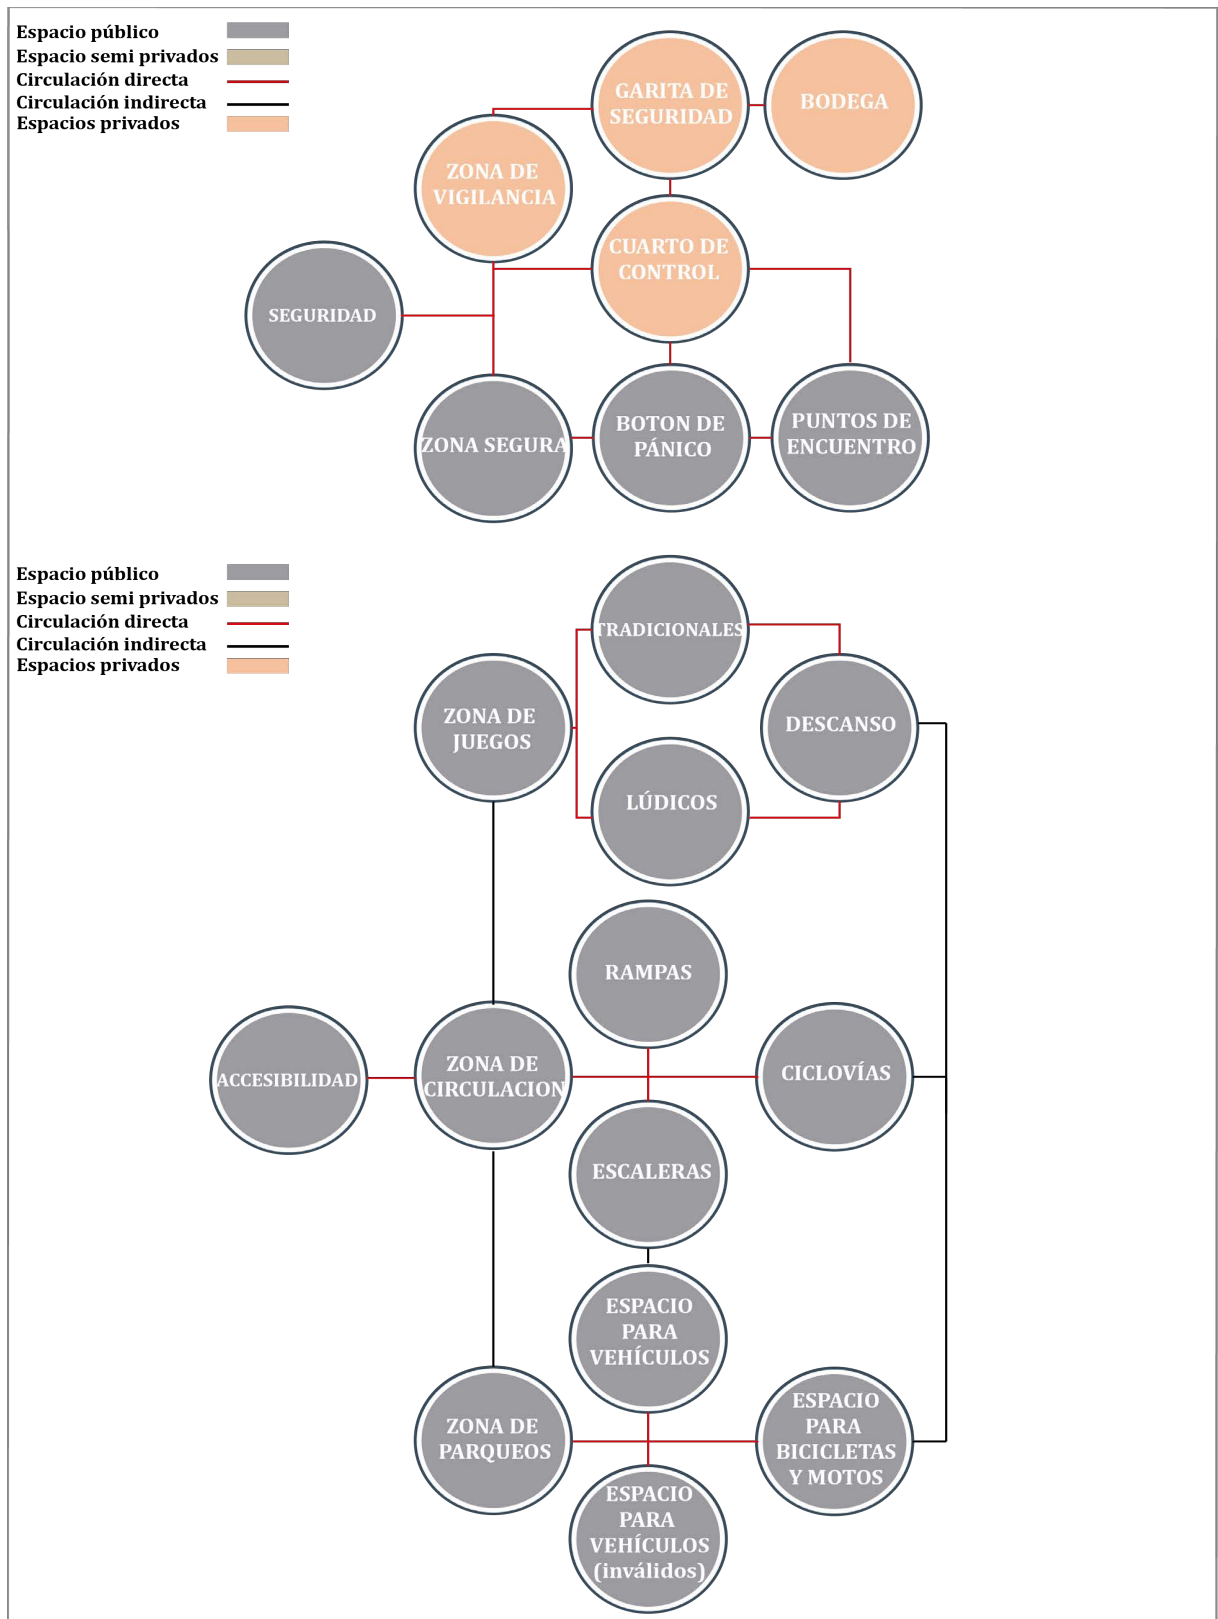 Espacio público
Espacio semi privados
Circulación directa
Circulación indirecta
Espacios privados
GARITA DE
SEGURIDAD
BODEGA
ZONA DE
VIGILANCIA
CUARTO DE
CONTROL
SEGURIDAD
ZONA SEGURA
BOTON DE
PÁNICO
PUNTOS DE
ENCUENTRO
Espacio público
Espacio semi privados
Circulación directa
Circulación indirecta
Espacios privados
TRADICIONALES
ZONA DE
JUEGOS
DESCANSO
LÚDICOS
RAMPAS
ACCESIBILIDAD
ZONA DE
CIRCULACION
CICLOVÍAS
ESCALERAS
ESPACIO
PARA
VEHÍCULOS
ZONA DE
PARQUEOS
ESPACIO
PARA
BICICLETAS
Y MOTOS
ESPACIO
PARA
VEHÍCULOS
(inválidos)